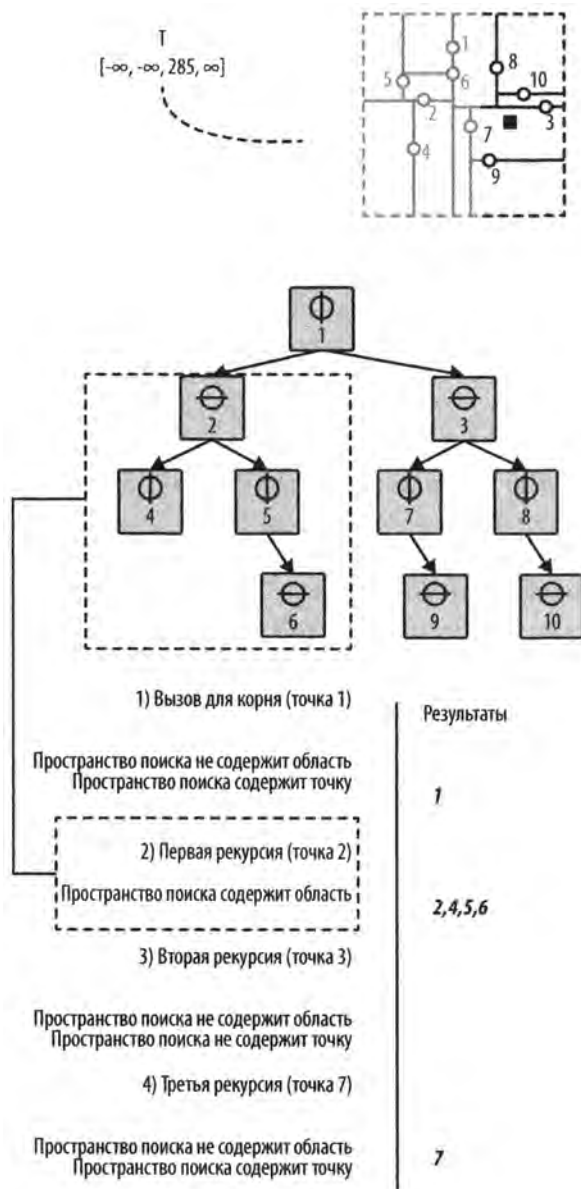 T
[-∞, -∞, 285, ∞]
1
8
5
6
10
2
3
7
4
9
1
2
3
4
5
7
8
6
9
10
1) Вызов для корня (точка 1)
Результаты
Пространство поиска не содержит область
Пространство поиска содержит точку
1
2) Первая рекурсия (точка 2)
Пространство поиска содержит область
2,4,5,6
3) Вторая рекурсия (точка 3)
Пространство поиска не содержит область
Пространство поиска не содержит точку
4) Третья рекурсия (точка 7)
Пространство поиска не содержит область
Пространство поиска содержит точку
7